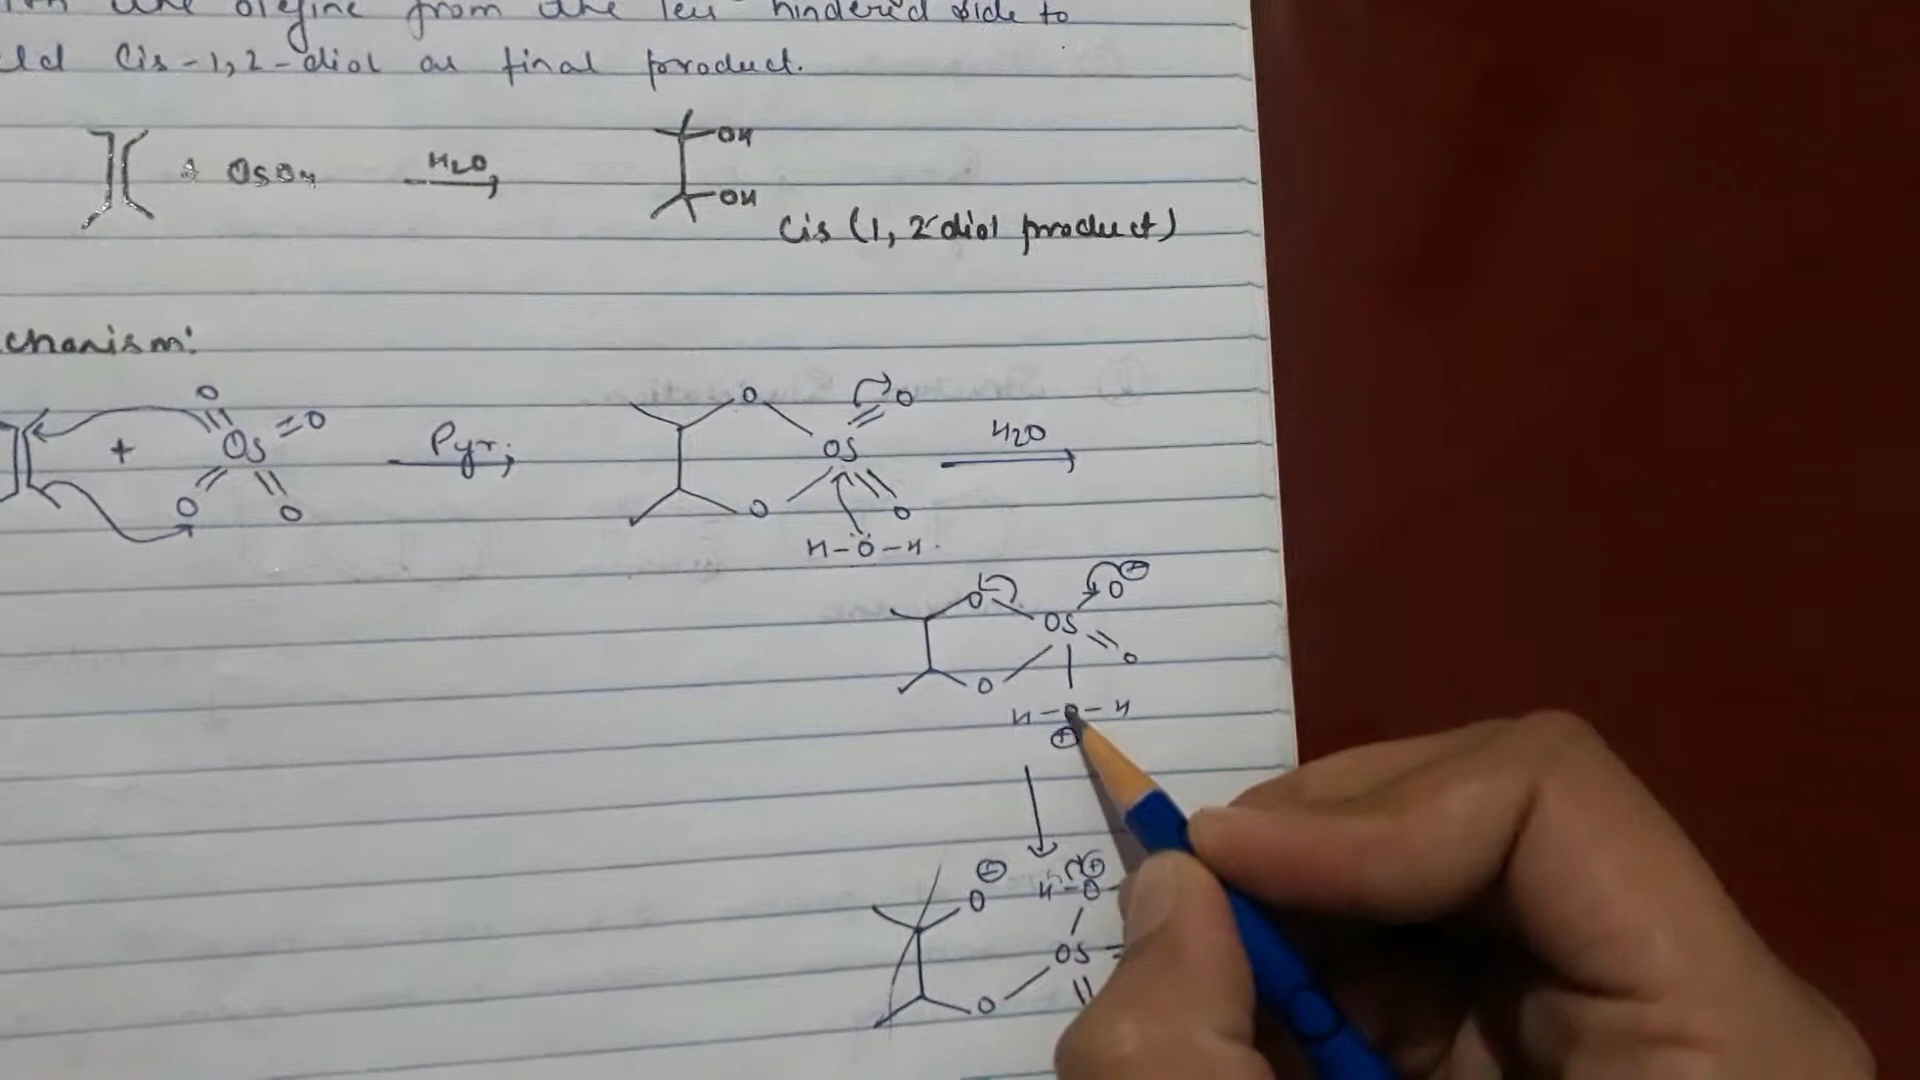 olefine from the less hindered side to
Cis-1,2-diol as final product.
+ OsO4 H2O OH
OH
Cis (1, 2 diol product)
chanism:
O O O
+ Os =O Pyr; Os H2O
O O O O
H-Ö-H.
O O ⊖
Os
O O
H-O-H
⊕
⊖ ⊕
O H-O
Os
O